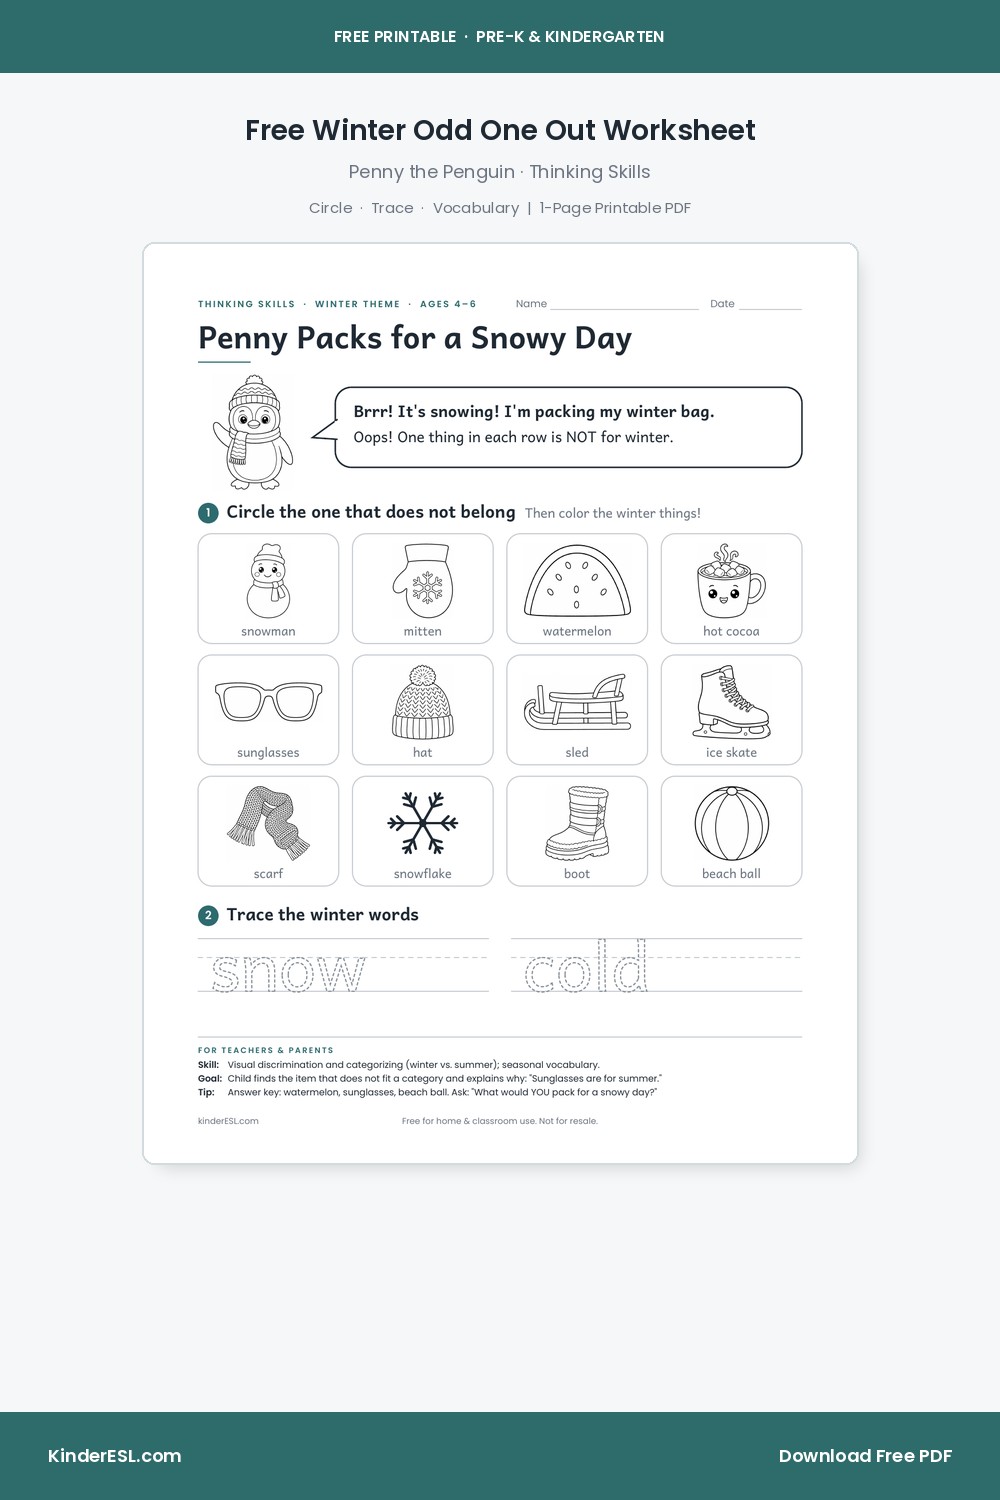 FREE PRINTABLE · PRE-K & KINDERGARTEN
Free Winter Odd One Out Worksheet
Penny the Penguin · Thinking Skills
Circle · Trace · Vocabulary | 1-Page Printable PDF
THINKING SKILLS · WINTER THEME · AGES 4–6 Name Date
Penny Packs for a Snowy Day
Brrr! It's snowing! I'm packing my winter bag.
Oops! One thing in each row is NOT for winter.
1 Circle the one that does not belong Then color the winter things!
snowman mitten watermelon hot cocoa
sunglasses hat sled ice skate
scarf snowflake boot beach ball
2 Trace the winter words
snow cold
FOR TEACHERS & PARENTS
Skill: Visual discrimination and categorizing (winter vs. summer); seasonal vocabulary.
Goal: Child finds the item that does not fit a category and explains why: "Sunglasses are for summer."
Tip: Answer key: watermelon, sunglasses, beach ball. Ask: "What would YOU pack for a snowy day?"
kinderESL.com Free for home & classroom use. Not for resale.
KinderESL.com Download Free PDF